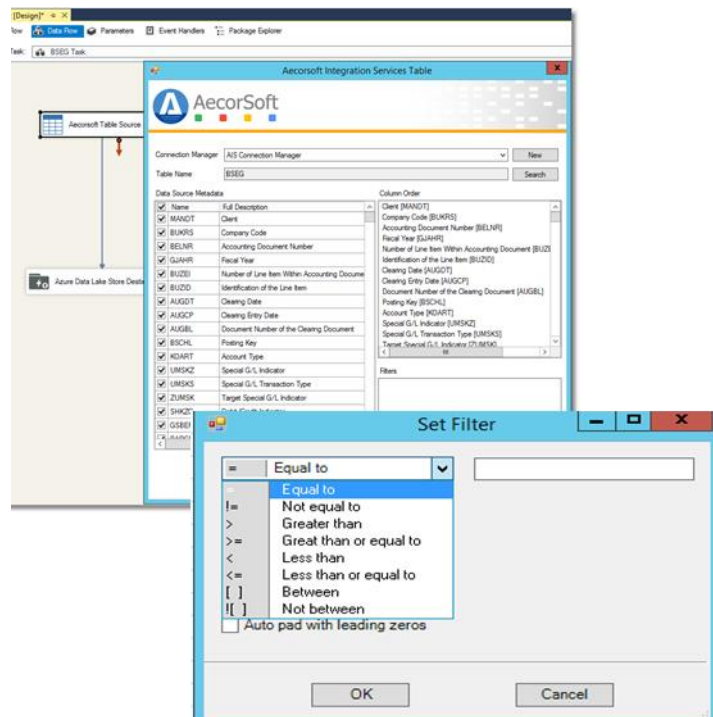 [Design]*
Data Flow Parameters Event Handlers Package Explorer
Task: BSEG Task
Aecorsoft Integration Services Table
AecorSoft
Aecorsoft Table Source
Connection Manager AIS Connection Manager New
Table Name BSEG Search
Data Source Metadata Column Order
Name Full Description
MANDT Client
BUKRS Company Code
BELNR Accounting Document Number
GJAHR Fiscal Year
BUZEI Number of Line Item Within Accounting Docume
BUZID Identification of the Line Item
AUGDT Clearing Date
AUGCP Clearing Entry Date
AUGBL Document Number of the Clearing Document
BSCHL Posting Key
KOART Account Type
UMSKZ Special G/L Indicator
UMSKS Special G/L Transaction Type
ZUMSK Target Special G/L Indicator
Client [MANDT]
Company Code [BUKRS]
Accounting Document Number [BELNR]
Fiscal Year [GJAHR]
Number of Line Item Within Accounting Document [BUZE
Identification of the Line Item [BUZID]
Clearing Date [AUGDT]
Clearing Entry Date [AUGCP]
Document Number of the Clearing Document [AUGBL]
Posting Key [BSCHL]
Account Type [KOART]
Special G/L Indicator [UMSKZ]
Special G/L Transaction Type [UMSKS]
Target Special G/L Indicator [ZUMSK]
Filters
Azure Data Lake Store Desti
Set Filter
= Equal to
= Equal to
!= Not equal to
> Greater than
>= Great than or equal to
< Less than
<= Less than or equal to
[ ] Between
![ ] Not between
Auto pad with leading zeros
OK Cancel